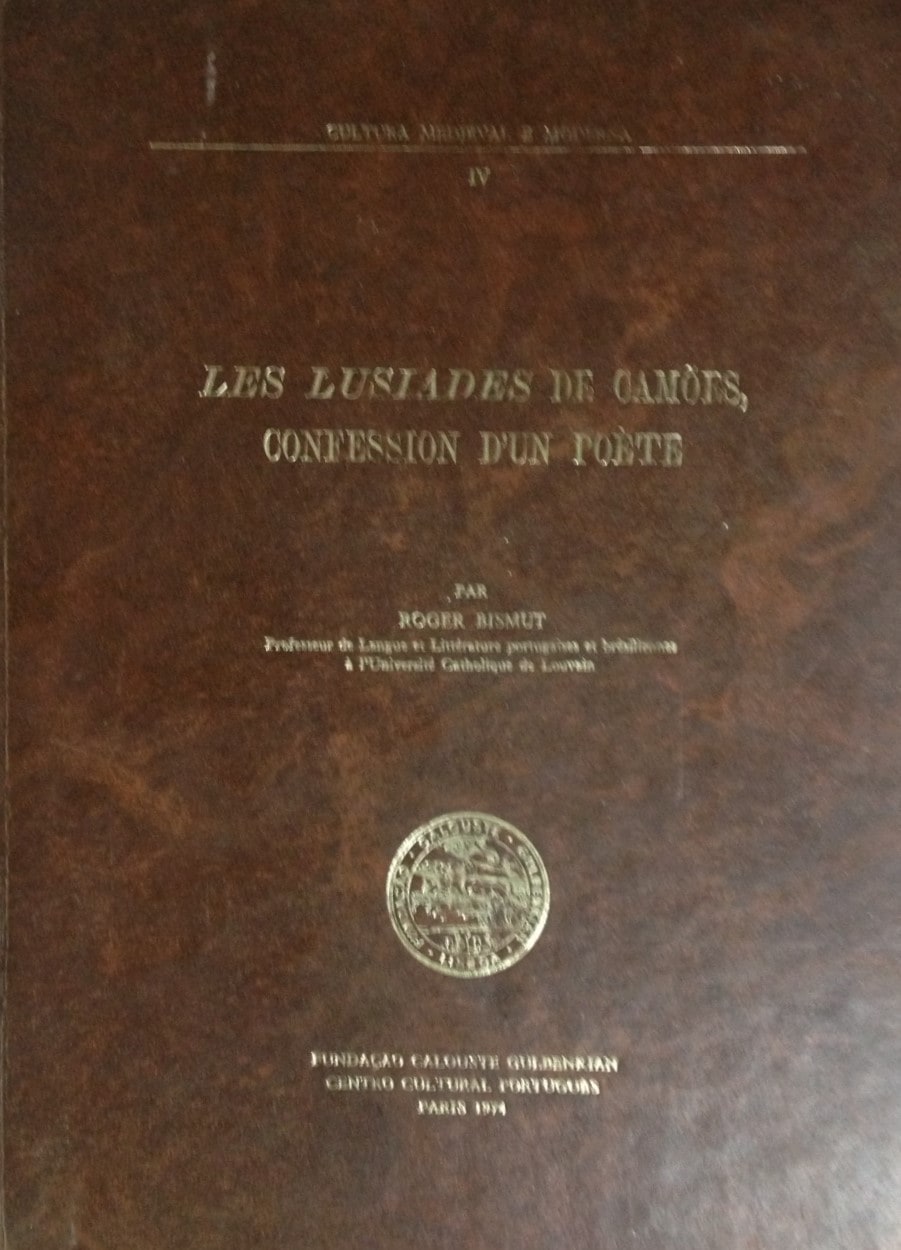 CULTURA MEDIEVAL E MODERNA
IV
LES LUSIADES DE CAMÕES,
CONFESSION D'UN POÈTE
PAR
ROGER BISMUT
Professeur de Langue et Littérature portugaises et brésiliennes
à l'Université Catholique de Louvain
FUNDAÇÃO CALOUSTE GULBENKIAN
CENTRO CULTURAL PORTUGUÊS
PARIS 1974